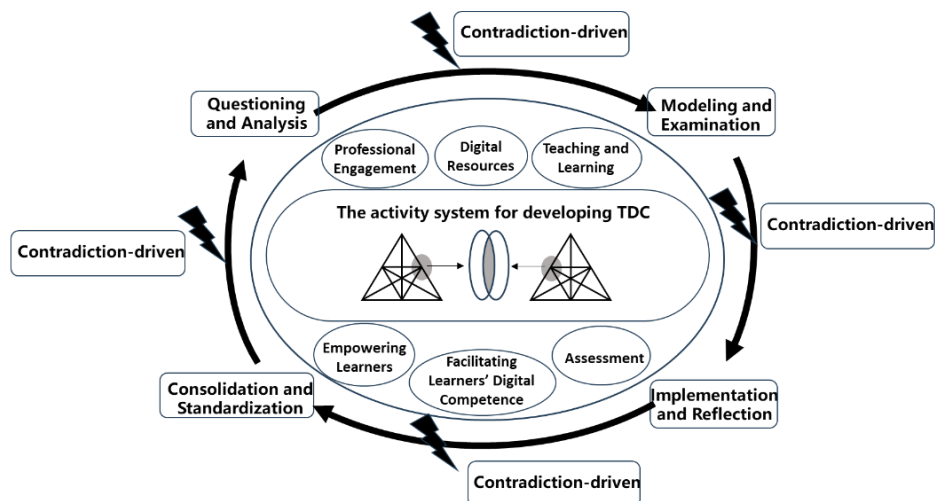 Contradiction-driven
Questioning
and Analysis
Modeling and
Examination
Professional
Engagement
Digital
Resources
Teaching and
Learning
The activity system for developing TDC
Contradiction-driven
Contradiction-driven
Empowering
Learners
Facilitating
Learners’ Digital
Competence
Assessment
Consolidation and
Standardization
Implementation
and Reflection
Contradiction-driven